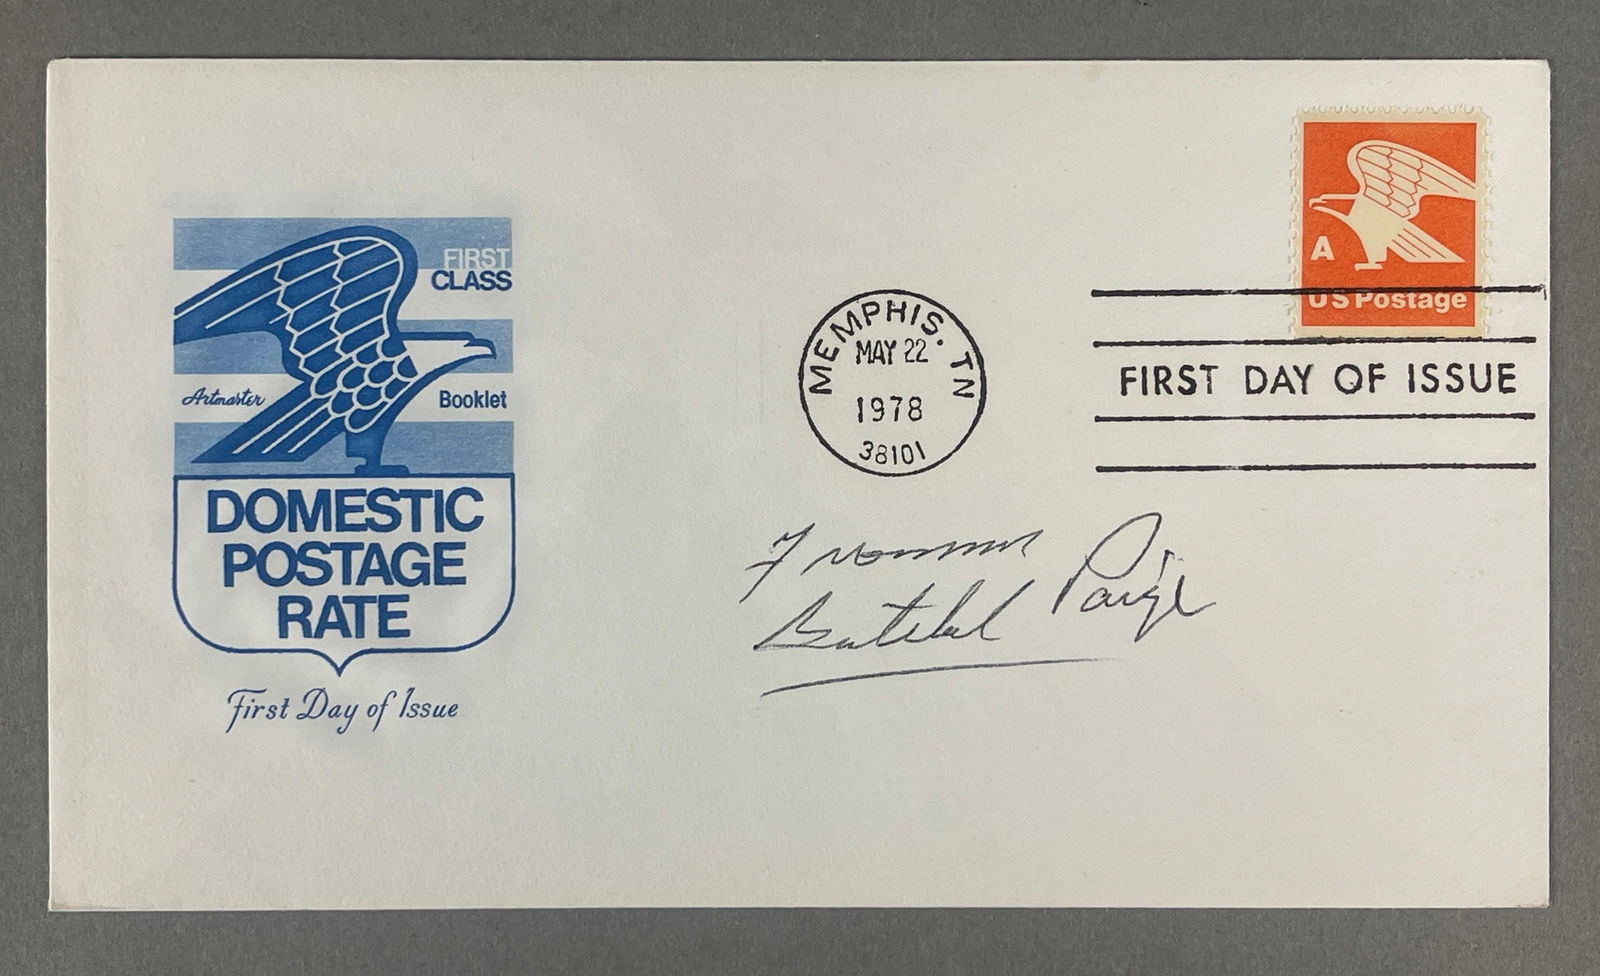 FIRST
CLASS
Artmaster
Booklet
DOMESTIC
POSTAGE
RATE
First Day of Issue
MEMPHIS. TN
MAY 22
1978
38101
A
US Postage
FIRST DAY OF ISSUE
Paige